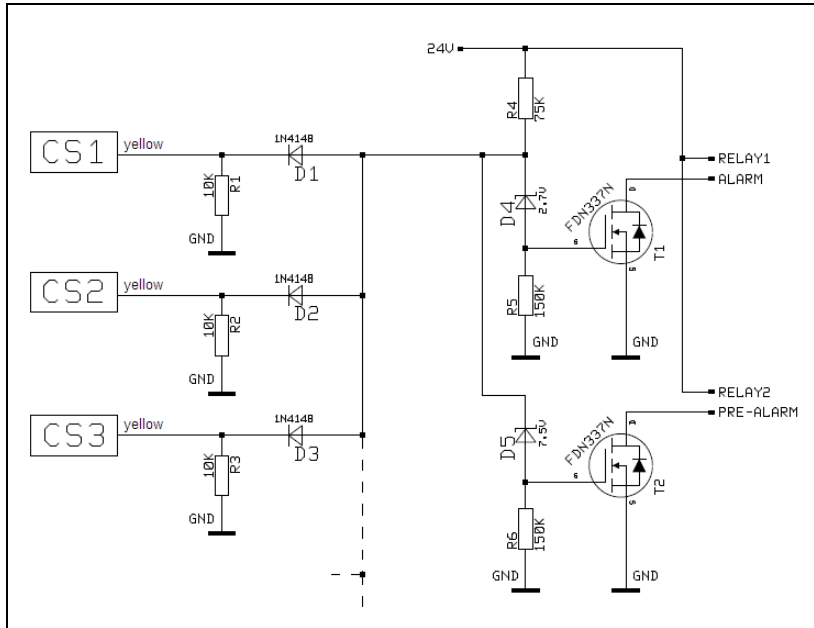 24V
R4
75K
CS1
yellow
1N4148
D1
10K
R1
GND
RELAY1
ALARM
D4
2.7V
FDN337N
D
G
S
T1
R5
150K
GND
GND
CS2
yellow
1N4148
D2
10K
R2
GND
RELAY2
PRE-ALARM
CS3
yellow
1N4148
D3
10K
R3
GND
D5
7.5V
FDN337N
D
G
S
T2
R6
150K
GND
GND